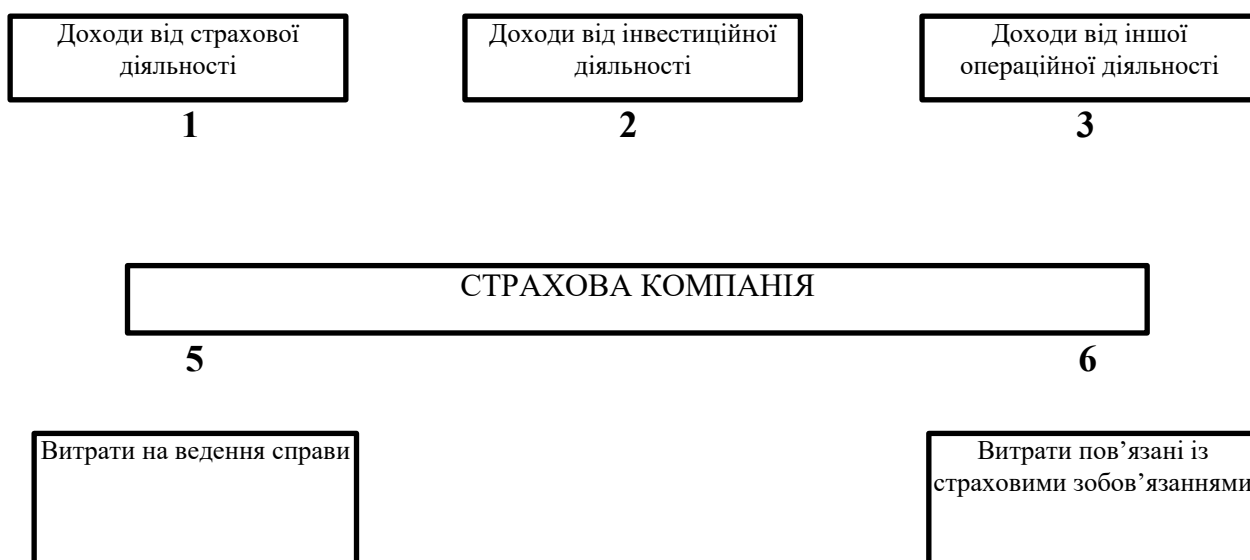 Доходи від страхової
діяльності
Доходи від інвестиційної
діяльності
Доходи від іншої
операційної діяльності
1
2
3
СТРАХОВА КОМПАНІЯ
5
6
Витрати на ведення справи
Витрати пов’язані із
страховими зобов’язаннями